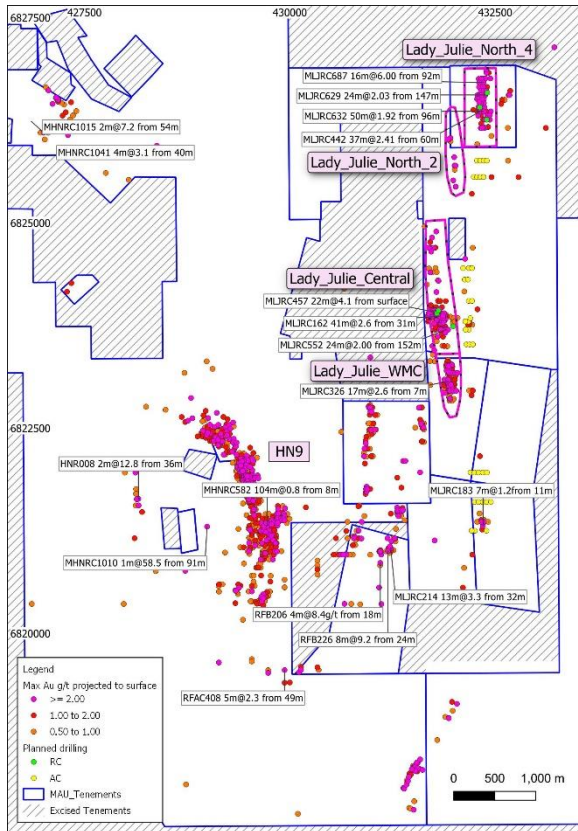 6827500
427500
430000
432500
Lady_Julie_North_4
MLJRC687 16m@6.00 from 92m
MLJRC629 24m@2.03 from 147m
MLJRC632 50m@1.92 from 96m
MLJRC442 37m@2.41 from 60m
MHNRC1015 2m@7.2 from 54m
MHNRC1041 4m@3.1 from 40m
Lady_Julie_North_2
6825000
Lady_Julie_Central
MLJRC457 22m@4.1 from surface
MLJRC162 41m@2.6 from 31m
MLJRC552 24m@2.00 from 152m
Lady_Julie_WMC
MLJRC326 17m@2.6 from 7m
6822500
HN9
HNR008 2m@12.8 from 36m
MHNRC582 104m@0.8 from 8m
MLJRC183 7m@1.2from 11m
MHNRC1010 1m@58.5 from 91m
MLJRC214 13m@3.3 from 32m
RFB206 4m@8.4g/t from 18m
6820000
RFB226 8m@9.2 from 24m
RFAC408 5m@2.3 from 49m
Legend
Max Au g/t projected to surface
>= 2.00
1.00 to 2.00
0.50 to 1.00
Planned drilling
RC
AC
MAU_Tenements
Excised Tenements
0 500 1,000 m